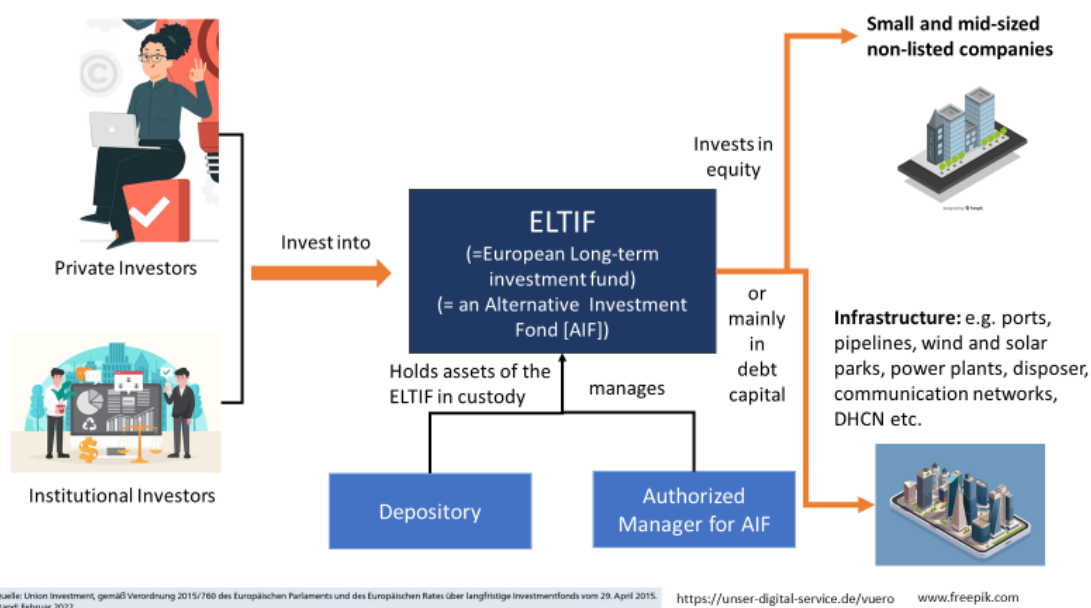 Small and mid-sized
non-listed companies
Invests in
equity
Private Investors
Invest into
ELTIF
(=European Long-term
investment fund)
(= an Alternative Investment
Fond [AIF])
or
mainly
in
debt
capital
Infrastructure: e.g. ports,
pipelines, wind and solar
parks, power plants, disposer,
communication networks,
DHCN etc.
Holds assets of the
ELTIF in custody
manages
Institutional Investors
Depository
Authorized
Manager for AIF
Quelle: Union Investment, gemäß Verordnung 2015/760 des Europäischen Parlaments und des Europäischen Rates über langfristige Investmentfonds vom 29. April 2015.
Stand: Februar 2022
https://unser-digital-service.de/vuero
www.freepik.com